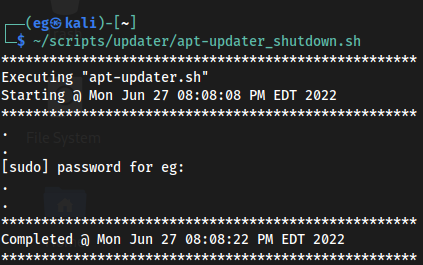 ┌──(eg㉿kali)-[~]
└─$ ~/scripts/updater/apt-updater_shutdown.sh
****************************************************
Executing "apt-updater.sh"
Starting @ Mon Jun 27 08:08:08 PM EDT 2022
****************************************************
.
File System
.
[sudo] password for eg:
.
.
****************************************************
Completed @ Mon Jun 27 08:08:22 PM EDT 2022
****************************************************